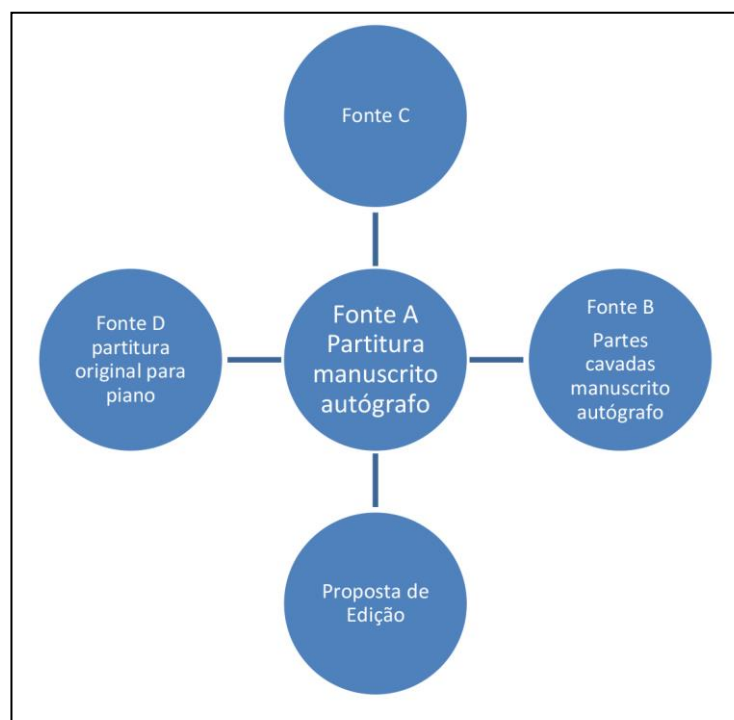 Fonte C
Fonte D
partitura
original para
piano
Fonte A
Partitura
manuscrito
autógrafo
Fonte B
Partes
cavadas
manuscrito
autógrafo
Proposta de
Edição